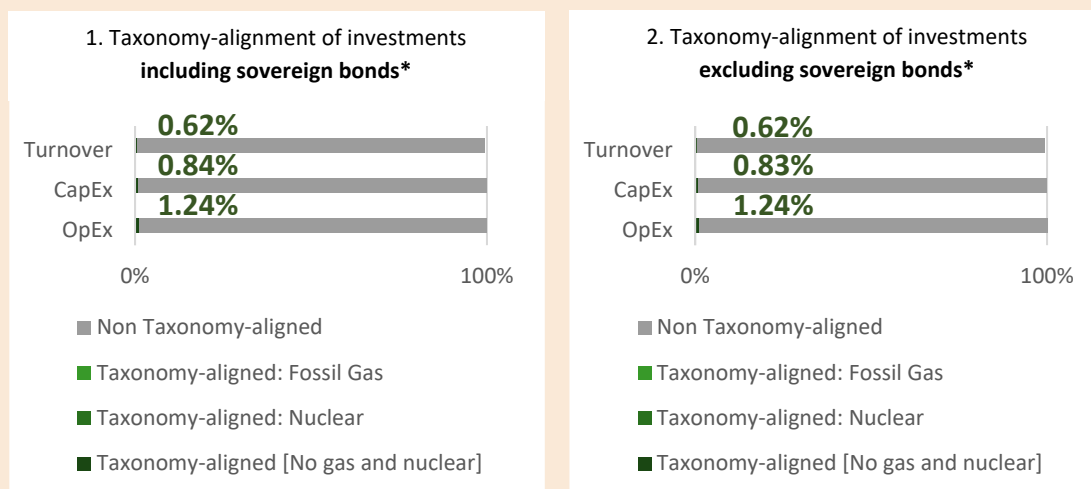 1. Taxonomy-alignment of investments
including sovereign bonds*
0.62%
Turnover
0.84%
CapEx
1.24%
OpEx
0%
100%
Non Taxonomy-aligned
Taxonomy-aligned: Fossil Gas
Taxonomy-aligned: Nuclear
Taxonomy-aligned [No gas and nuclear]
2. Taxonomy-alignment of investments
excluding sovereign bonds*
0.62%
Turnover
0.83%
CapEx
1.24%
OpEx
0%
100%
Non Taxonomy-aligned
Taxonomy-aligned: Fossil Gas
Taxonomy-aligned: Nuclear
Taxonomy-aligned [No gas and nuclear]